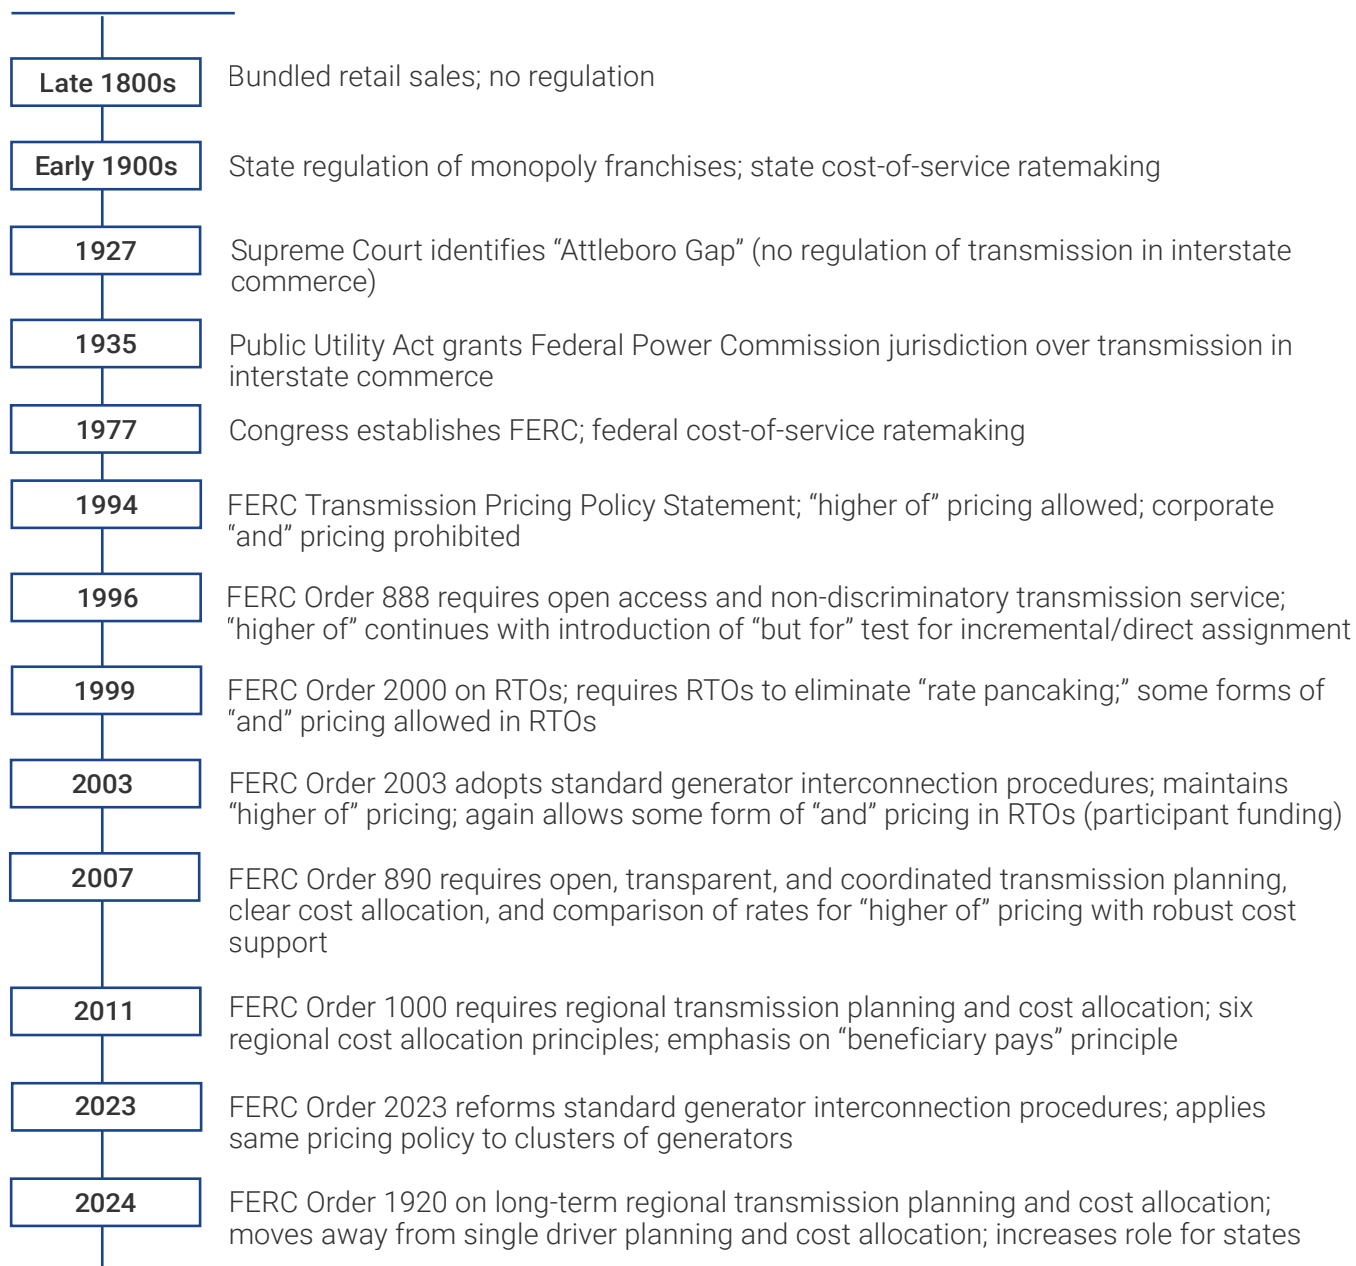 Late 1800s
Bundled retail sales; no regulation
Early 1900s
State regulation of monopoly franchises; state cost-of-service ratemaking
1927
Supreme Court identifies “Attleboro Gap” (no regulation of transmission in interstate
commerce)
1935
Public Utility Act grants Federal Power Commission jurisdiction over transmission in
interstate commerce
1977
Congress establishes FERC; federal cost-of-service ratemaking
1994
FERC Transmission Pricing Policy Statement; “higher of” pricing allowed; corporate
“and” pricing prohibited
1996
FERC Order 888 requires open access and non-discriminatory transmission service;
“higher of” continues with introduction of “but for” test for incremental/direct assignment
1999
FERC Order 2000 on RTOs; requires RTOs to eliminate “rate pancaking;” some forms of
“and” pricing allowed in RTOs
2003
FERC Order 2003 adopts standard generator interconnection procedures; maintains
“higher of” pricing; again allows some form of “and” pricing in RTOs (participant funding)
2007
FERC Order 890 requires open, transparent, and coordinated transmission planning,
clear cost allocation, and comparison of rates for “higher of” pricing with robust cost
support
2011
FERC Order 1000 requires regional transmission planning and cost allocation; six
regional cost allocation principles; emphasis on “beneficiary pays” principle
2023
FERC Order 2023 reforms standard generator interconnection procedures; applies
same pricing policy to clusters of generators
2024
FERC Order 1920 on long-term regional transmission planning and cost allocation;
moves away from single driver planning and cost allocation; increases role for states